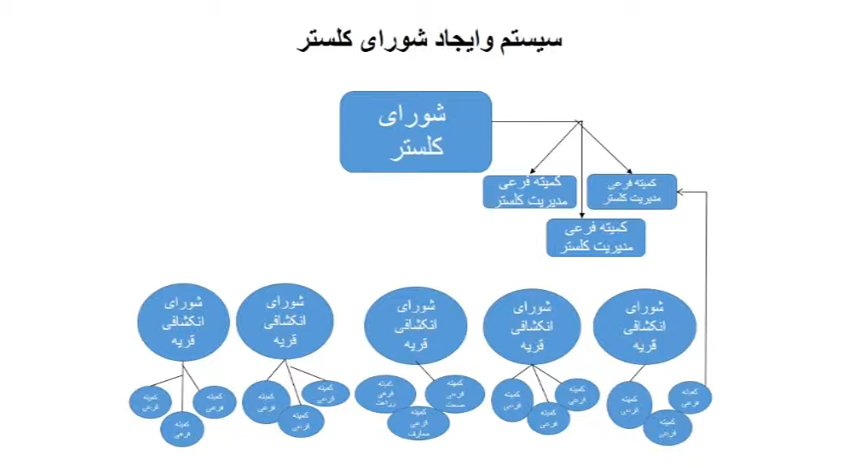 سیستم وایجاد شورای کلستر
شورای
کلستر
کمیته فرعی
مدیریت کلستر
کمیته فرعی
مدیریت کلستر
کمیته فرعی
مدیریت کلستر
شورای
انکشافی
قریه
شورای
انکشافی
قریه
شورای
انکشافی
قریه
شورای
انکشافی
قریه
شورای
انکشافی
قریه
کمیته
فرعی
کمیته
فرعی
کمیته
فرعی
کمیته
فرعی
کمیته
فرعی
کمیته
فرعی
کمیته
فرعی
زراعت
کمیته
فرعی
معارف
کمیته
فرعی
صحت
کمیته
فرعی
کمیته
فرعی
کمیته
فرعی
کمیته
فرعی
کمیته
فرعی
کمیته
فرعی